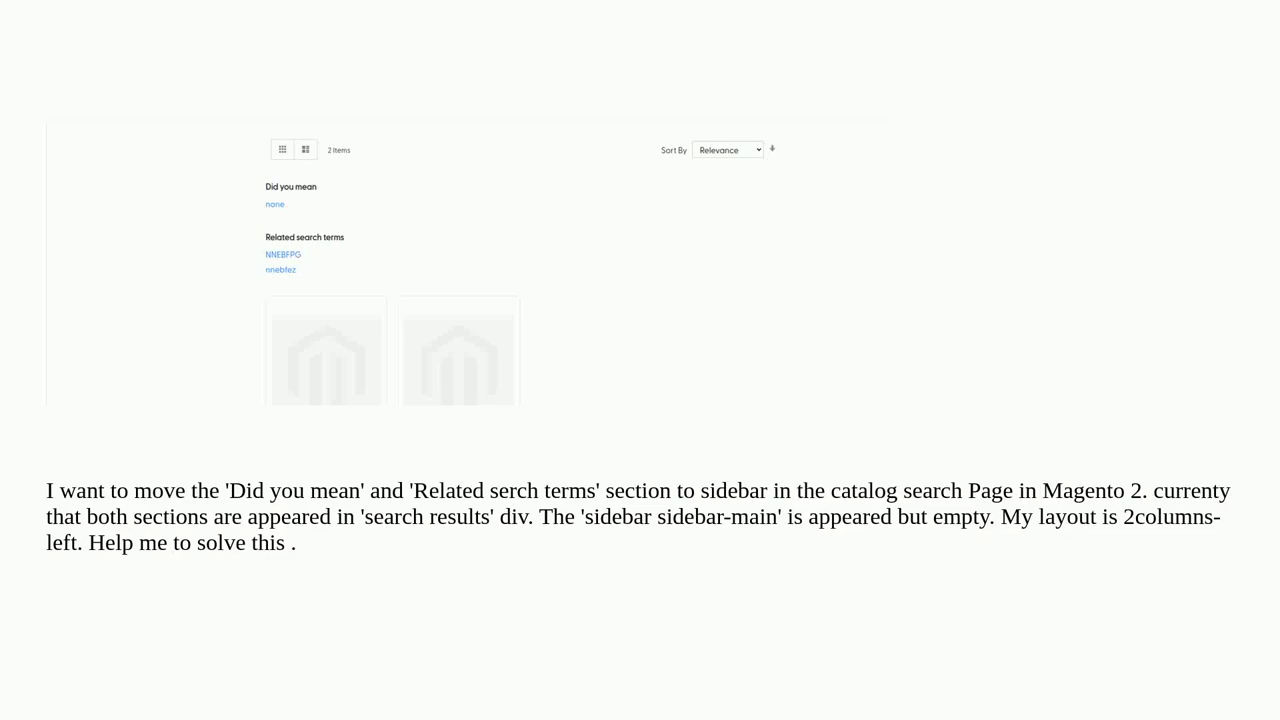 2 Items
Sort By Relevance
Did you mean
none
Related search terms
NNEBFPG
nnebfez
I want to move the 'Did you mean' and 'Related serch terms' section to sidebar in the catalog search Page in Magento 2. currenty
that both sections are appeared in 'search results' div. The 'sidebar sidebar-main' is appeared but empty. My layout is 2columns-
left. Help me to solve this .